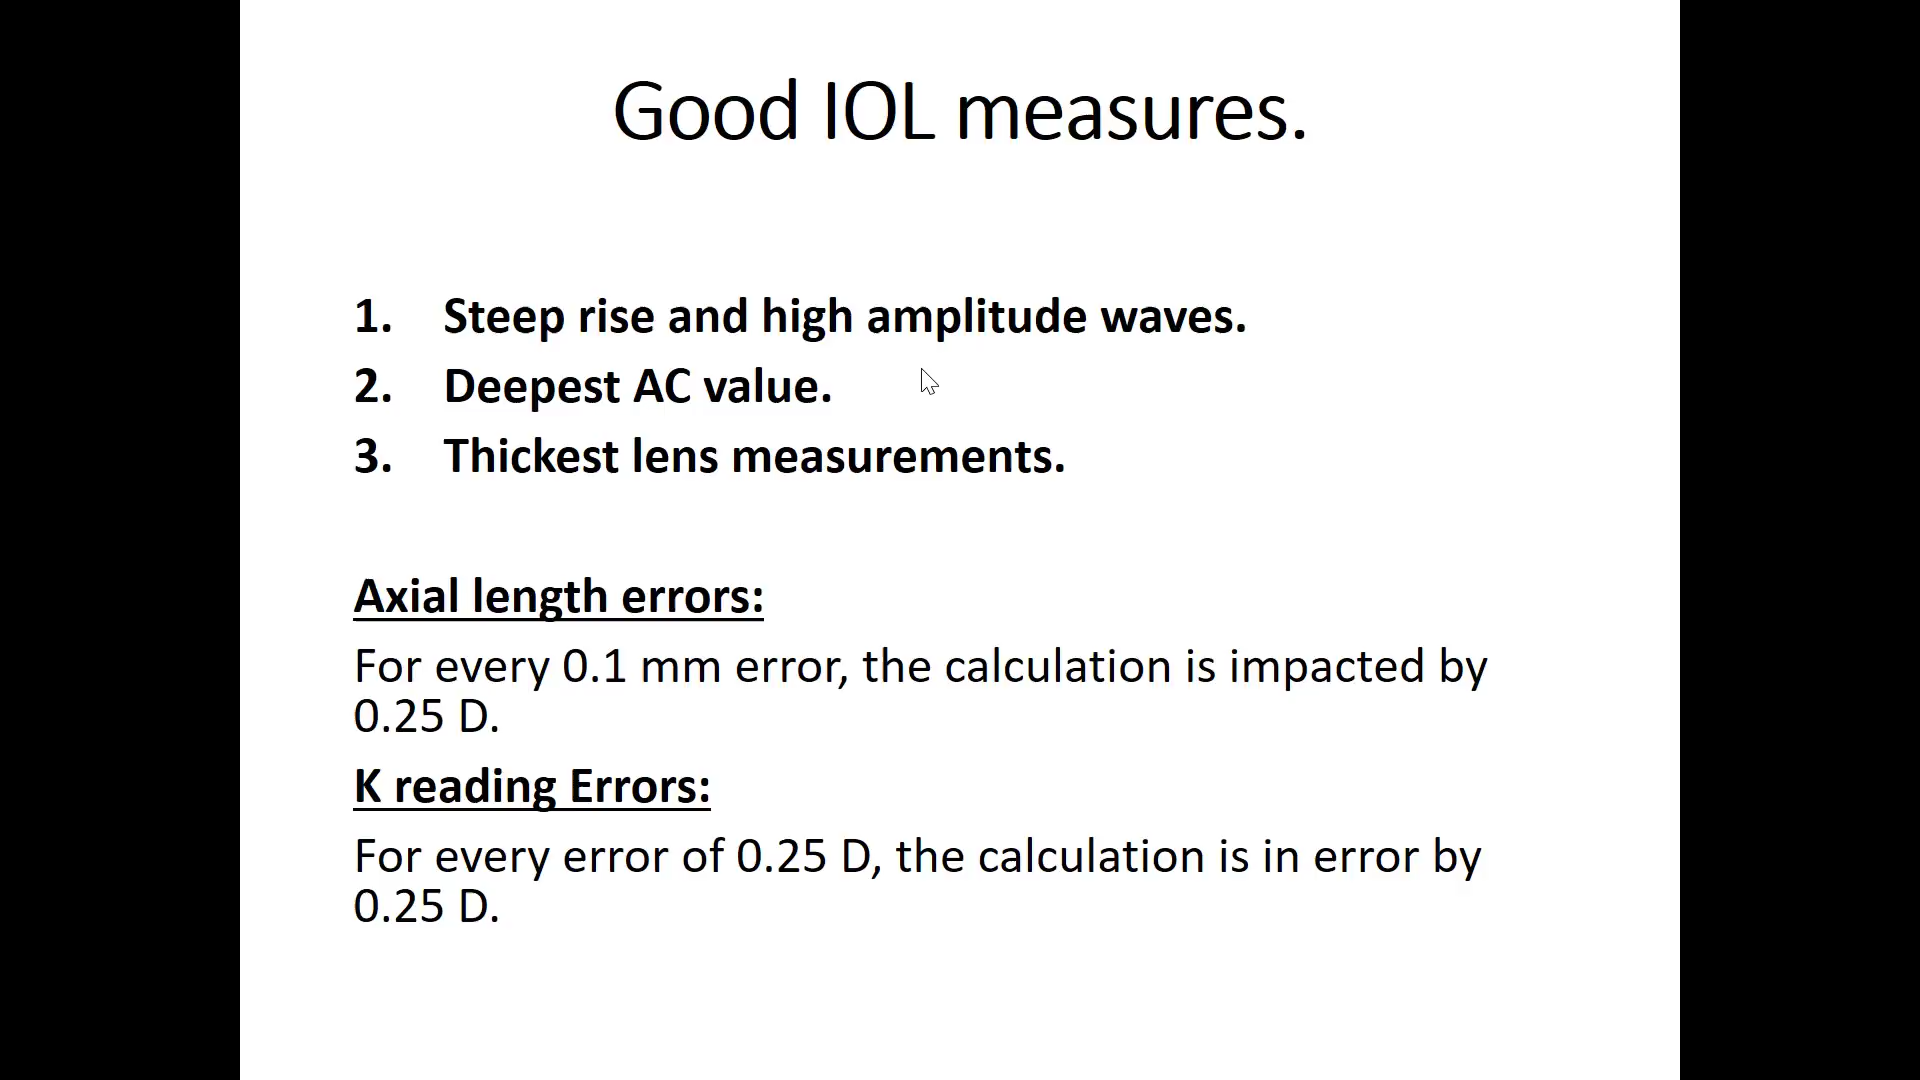 Good IOL measures.
1. Steep rise and high amplitude waves.
2. Deepest AC value.
3. Thickest lens measurements.
Axial length errors:
For every 0.1 mm error, the calculation is impacted by
0.25 D.
K reading Errors:
For every error of 0.25 D, the calculation is in error by
0.25 D.